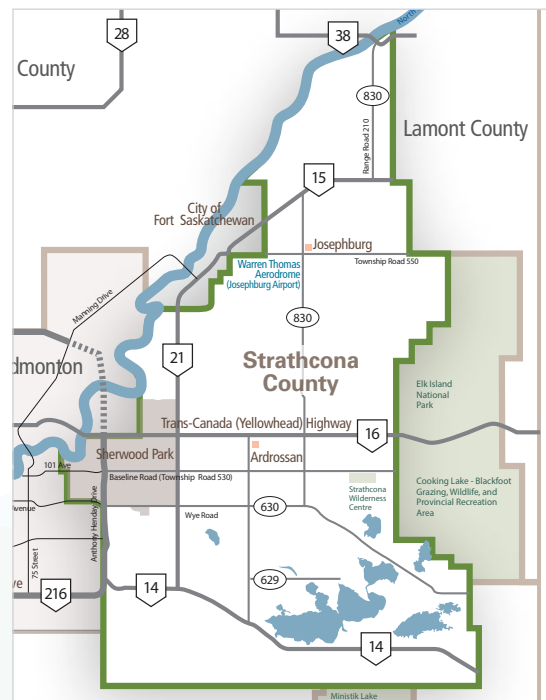 North
28
38
County
830
Range Road 210
Lamont County
15
City of
Fort Saskatchewan
Josephburg
Warren Thomas
Aerodrome
(Josephburg Airport)
Township Road 550
Manning Drive
830
21
Strathcona
County
dmonton
Elk Island
National
Park
Trans-Canada (Yellowhead) Highway
16
Sherwood Park
Ardrossan
101 Ave
Baseline Road (Township Road 530)
Strathcona
Wilderness
Centre
Cooking Lake - Blackfoot
Grazing, Wildlife, and
Provincial Recreation
Area
venue
Anthony Henday Drive
Wye Road
630
75 Street
ve
216
14
629
14
Ministik Lake